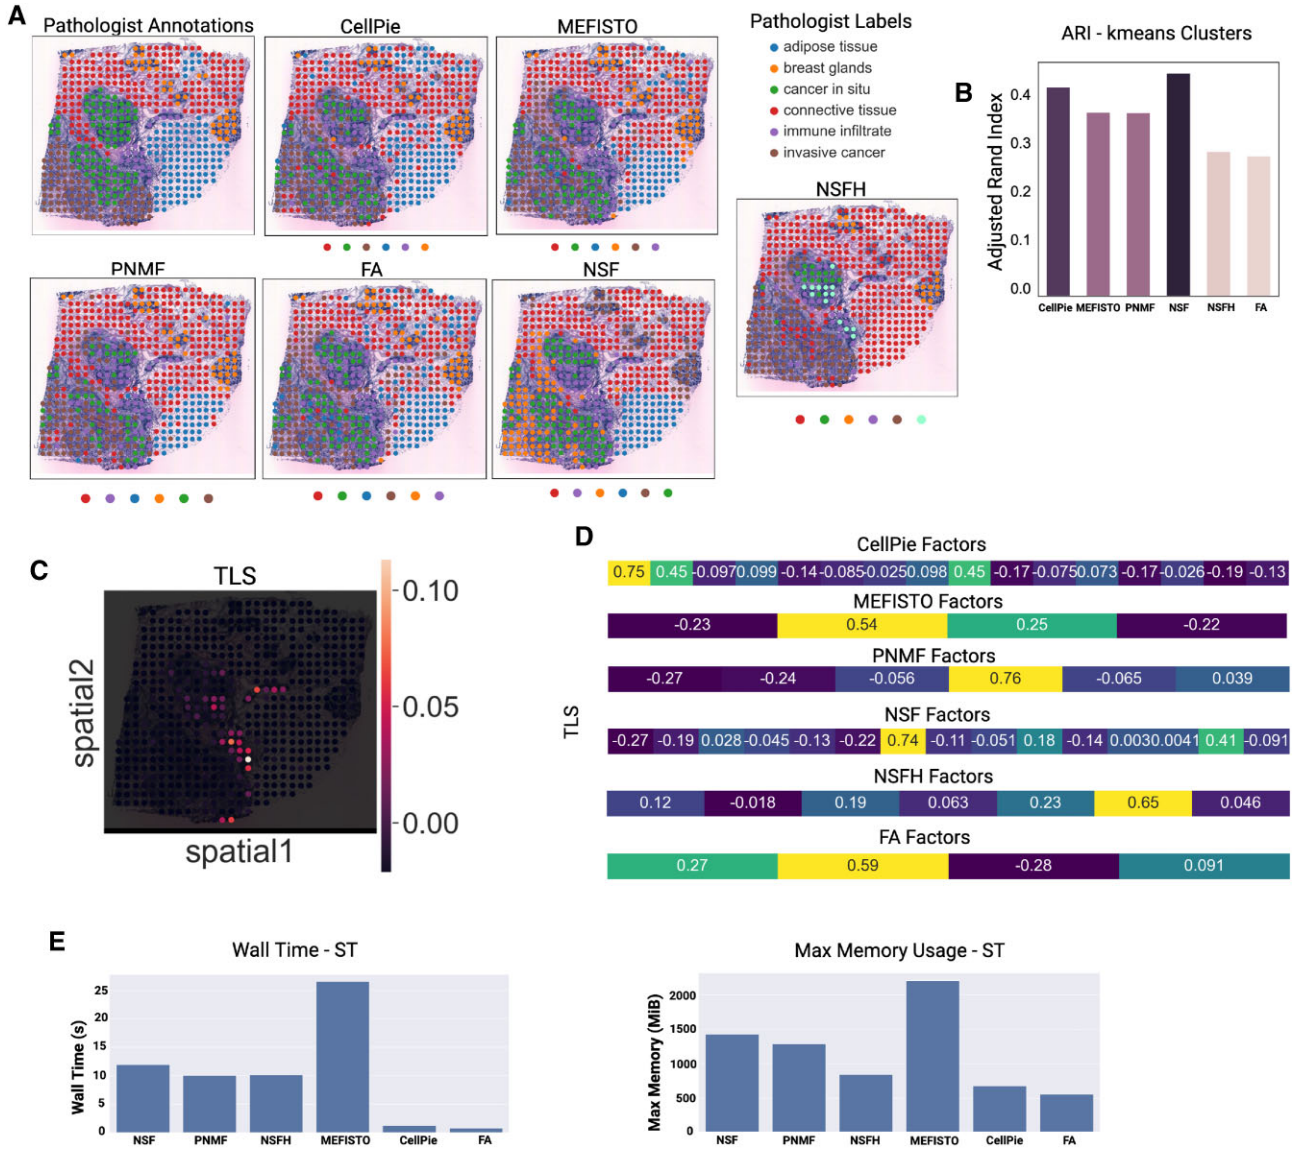 A
Pathologist Annotations
CellPie
MEFISTO
Pathologist Labels
adipose tissue
breast glands
cancer in situ
connective tissue
immune infiltrate
invasive cancer
NSFH
PNMF
FA
NSF
B
ARI - kmeans Clusters
Adjusted Rand Index
0.4
0.3
0.2
0.1
0.0
CellPie MEFISTO PNMF NSF NSFH FA
C
TLS
spatial2
spatial1
0.10
0.05
0.00
D
TLS
CellPie Factors
0.75 0.45 -0.097 0.099 -0.14 -0.085 -0.025 0.098 0.45 -0.17 -0.075 0.073 -0.17 -0.026 -0.19 -0.13
MEFISTO Factors
-0.23 0.54 0.25 -0.22
PNMF Factors
-0.27 -0.24 -0.056 0.76 -0.065 0.039
NSF Factors
-0.27 -0.19 0.028 -0.045 -0.13 -0.22 0.74 -0.11 -0.051 0.18 -0.14 0.0030 0.0041 0.41 -0.091
NSFH Factors
0.12 -0.018 0.19 0.063 0.23 0.65 0.046
FA Factors
0.27 0.59 -0.28 0.091
E
Wall Time - ST
Wall Time (s)
25
20
15
10
5
0
NSF PNMF NSFH MEFISTO CellPie FA
Max Memory Usage - ST
Max Memory (MiB)
2000
1500
1000
500
0
NSF PNMF NSFH MEFISTO CellPie FA